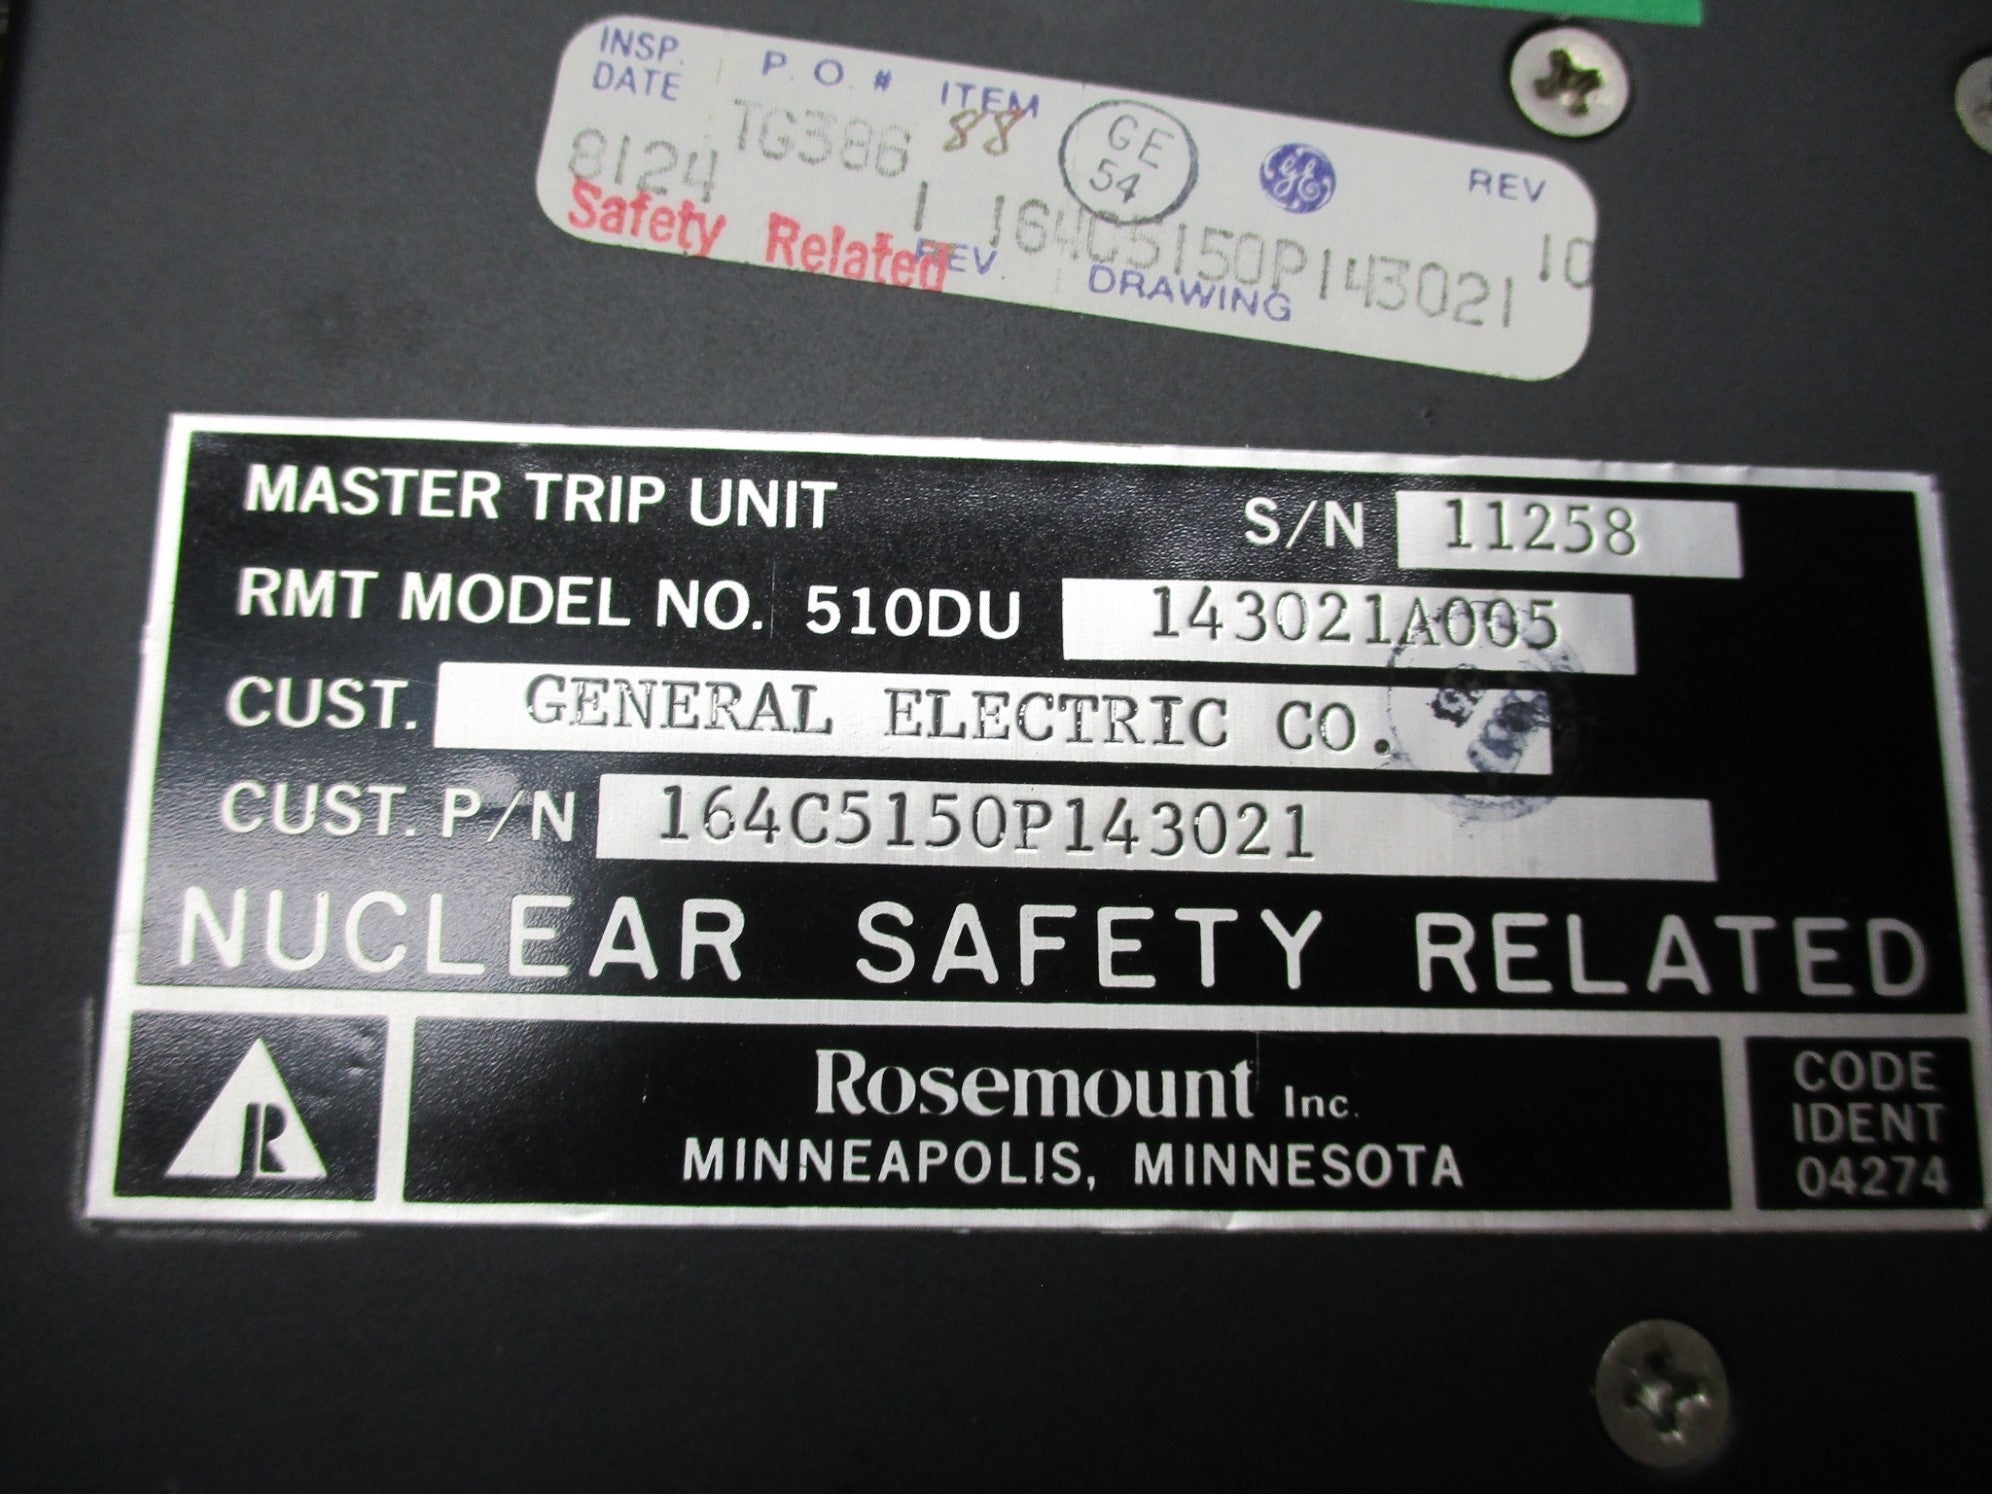 INSP. P.O. # ITEM
DATE
8124 TG386 88 GE 54 REV
1 164C5150P143021 10
Safety Related REV. DRAWING
MASTER TRIP UNIT S/N 11258
RMT MODEL NO. 510DU 143021A005
CUST. GENERAL ELECTRIC CO.
CUST. P/N 164C5150P143021
NUCLEAR SAFETY RELATED
R
Rosemount Inc.
MINNEAPOLIS, MINNESOTA
CODE
IDENT
04274